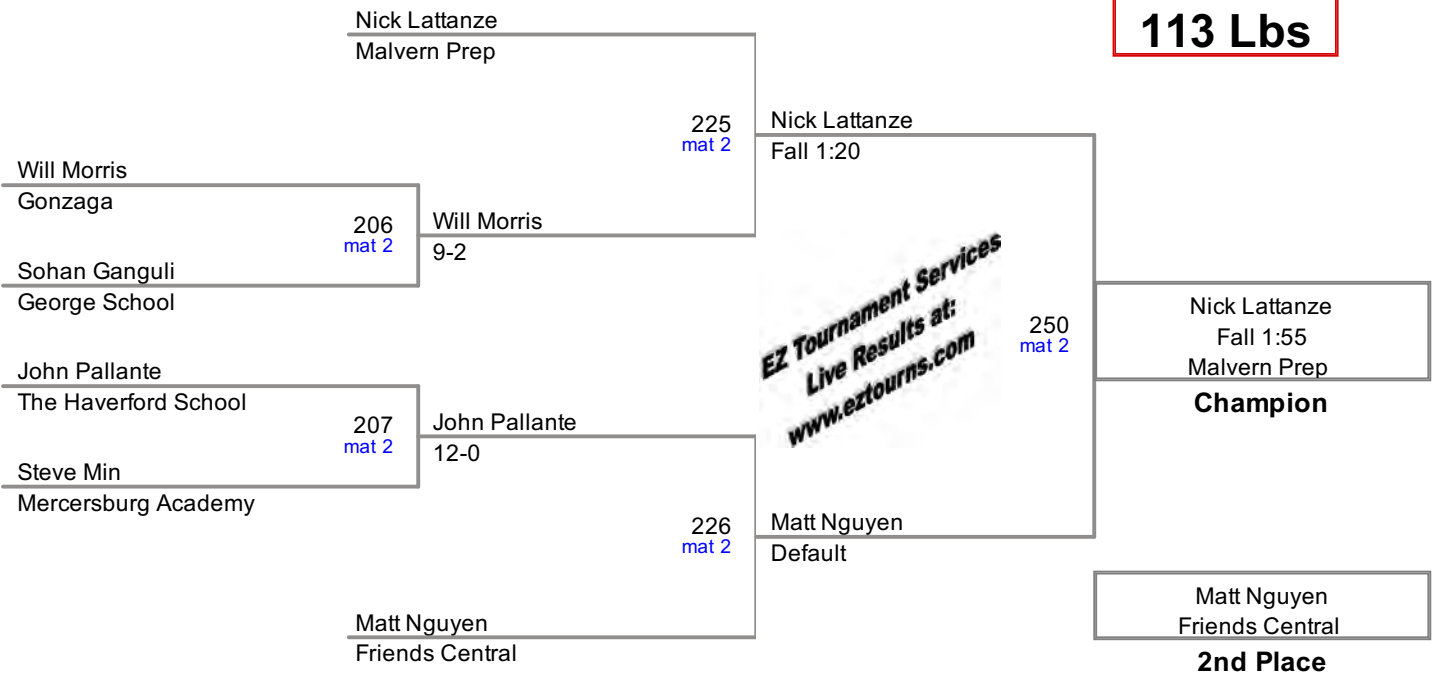 113 Lbs
Nick Lattanze
Malvern Prep
225
mat 2
Nick Lattanze
Fall 1:20
Will Morris
Gonzaga
206
mat 2
Will Morris
9-2
Sohan Ganguli
George School
EZ Tournament Services
Live Results at:
www.eztourns.com
250
mat 2
Nick Lattanze
Fall 1:55
Malvern Prep
Champion
John Pallante
The Haverford School
207
mat 2
John Pallante
12-0
Steve Min
Mercersburg Academy
226
mat 2
Matt Nguyen
Default
Matt Nguyen
Friends Central
Matt Nguyen
Friends Central
2nd Place